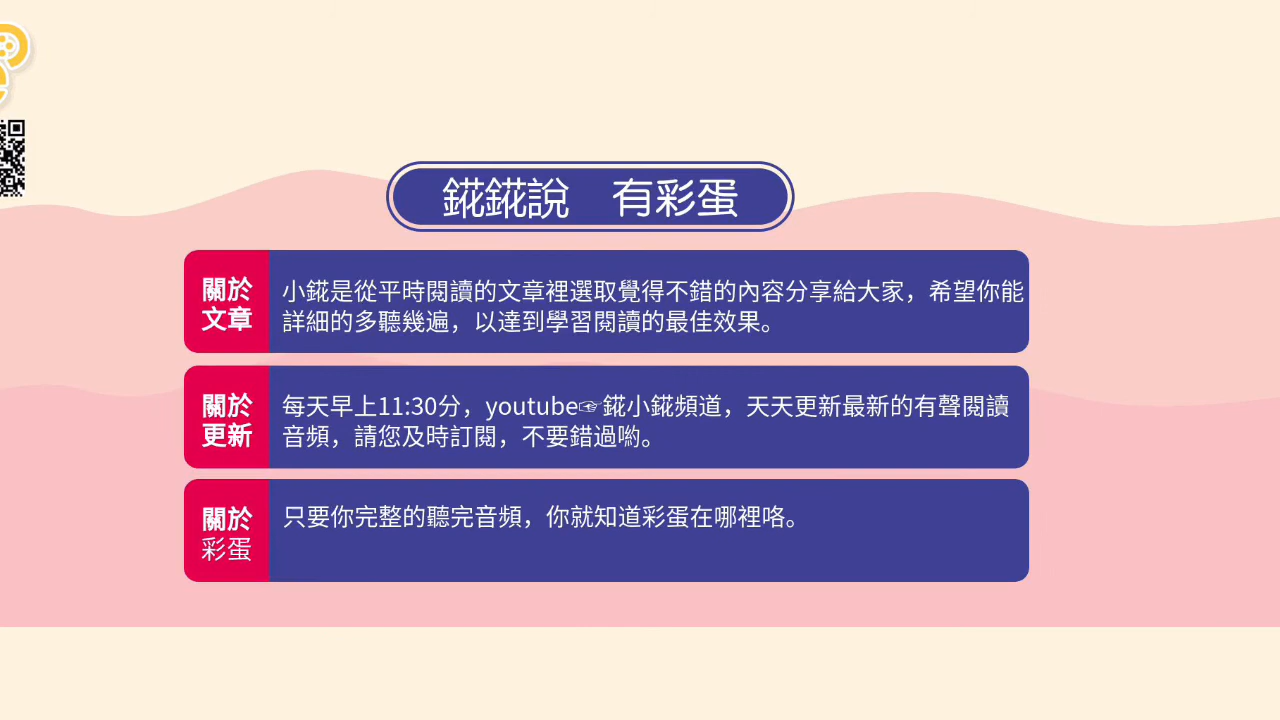 錵錵說 有彩蛋
關於
文章
小錵是從平時閱讀的文章裡選取覺得不錯的內容分享給大家，希望你能
詳細的多聽幾遍，以達到學習閱讀的最佳效果。
關於
更新
每天早上11:30分，youtube☞錵小錵頻道，天天更新最新的有聲閱讀
音頻，請您及時訂閱，不要錯過喲。
關於
彩蛋
只要你完整的聽完音頻，你就知道彩蛋在哪裡咯。